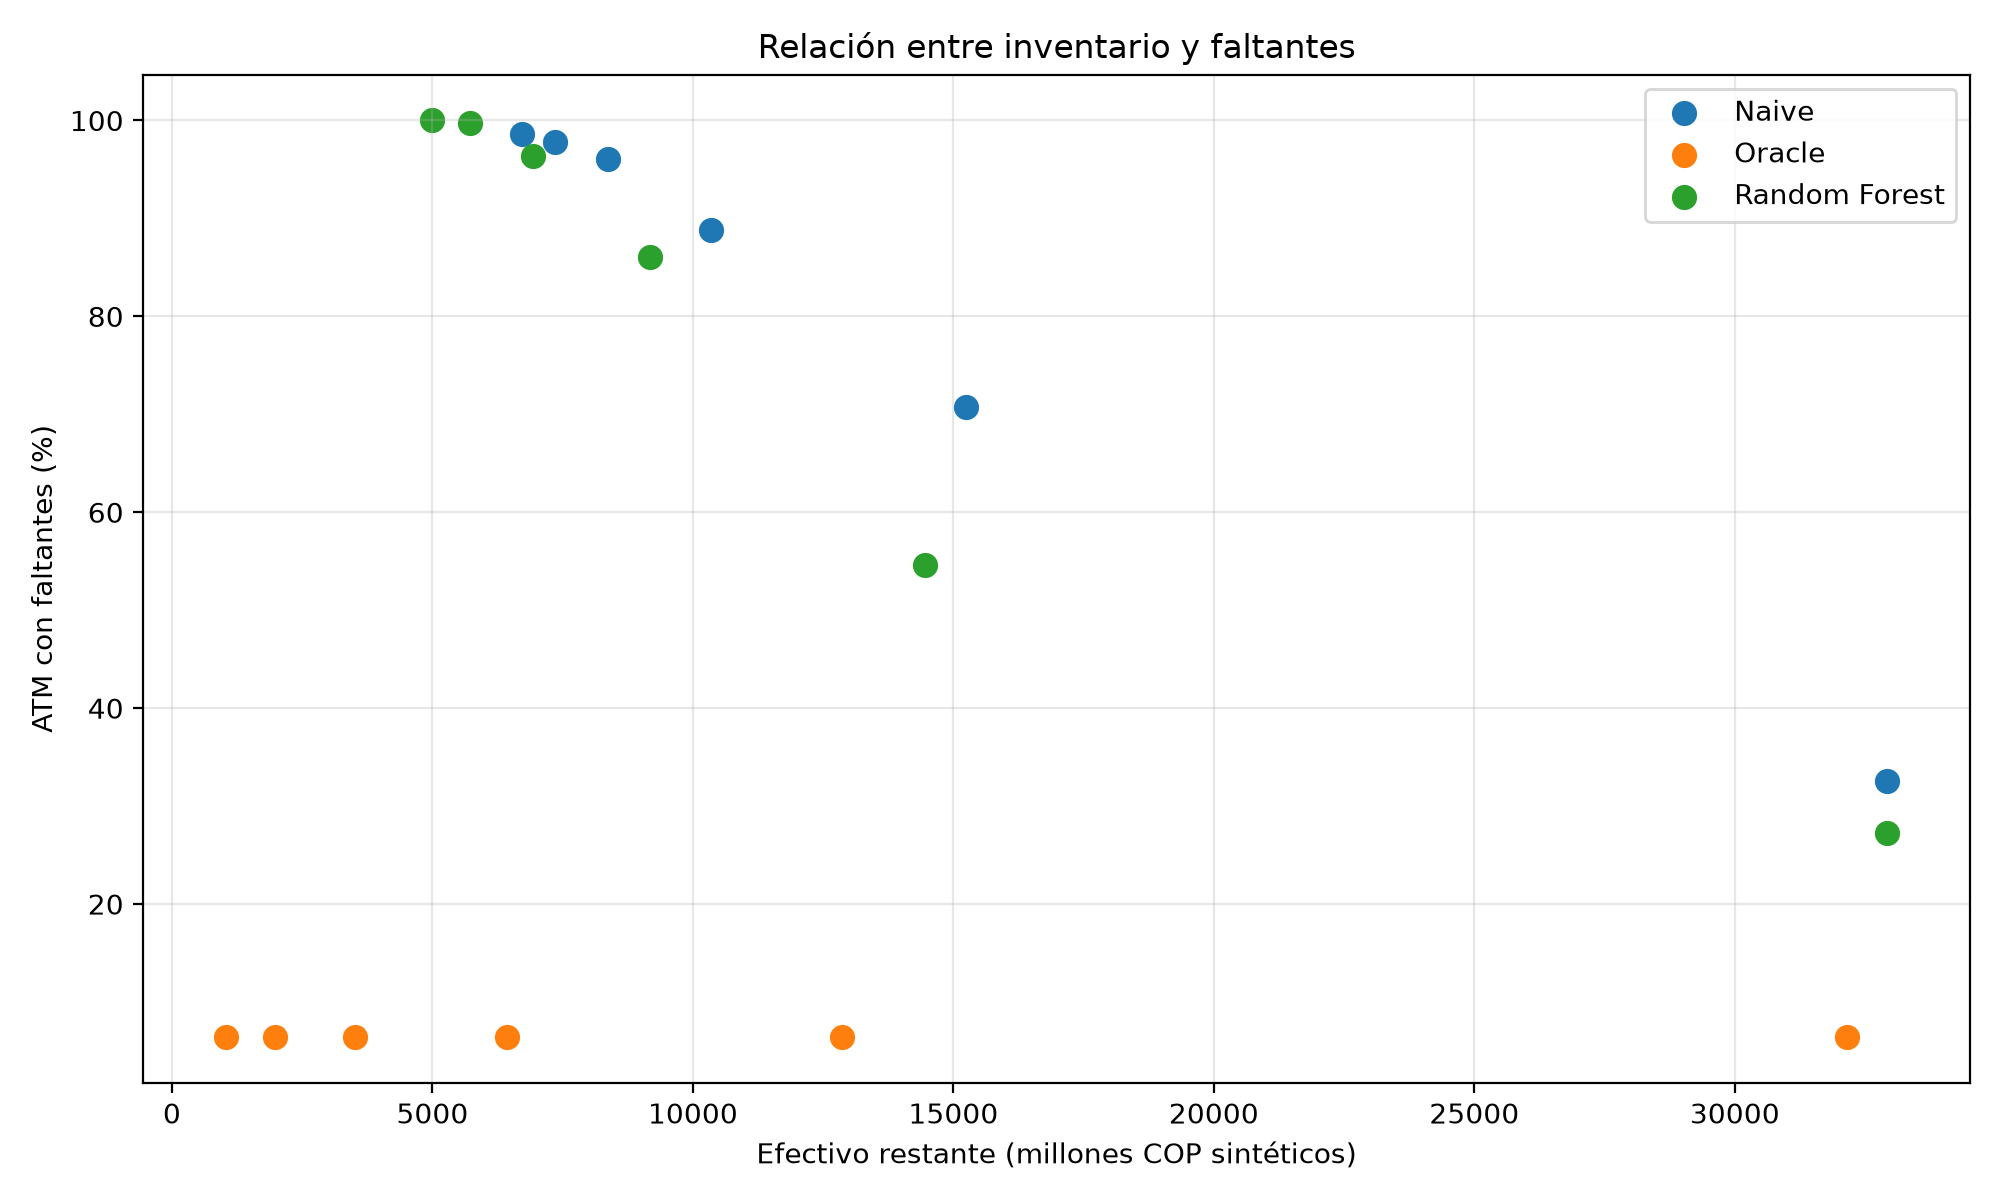 Relación entre inventario y faltantes
Naive
Oracle
Random Forest
100
80
60
40
20
ATM con faltantes (%)
0 5000 10000 15000 20000 25000 30000
Efectivo restante (millones COP sintéticos)